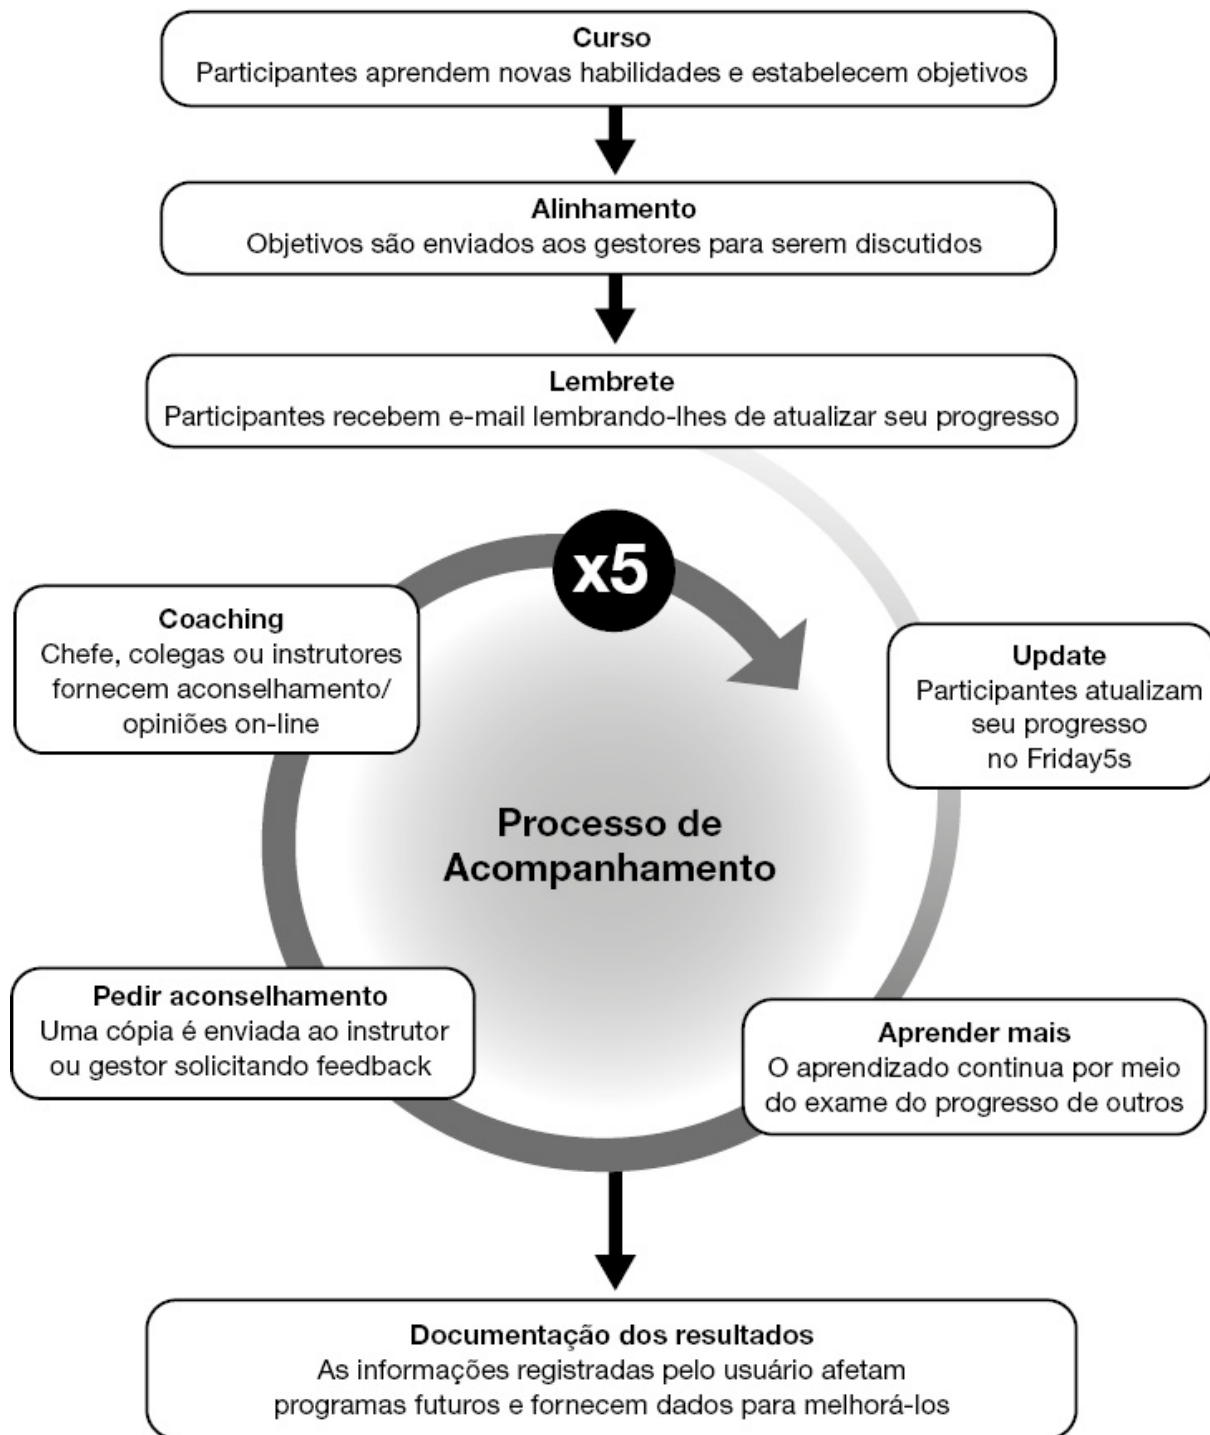 Curso
Participantes aprendem novas habilidades e estabelecem objetivos
Alinhamento
Objetivos são enviados aos gestores para serem discutidos
Lembrete
Participantes recebem e-mail lembrando-lhes de atualizar seu progresso
x5
Update
Participantes atualizam
seu progresso
no Friday5s
Aprender mais
O aprendizado continua por meio
do exame do progresso de outros
Pedir aconselhamento
Uma cópia é enviada ao instrutor
ou gestor solicitando feedback
Coaching
Chefe, colegas ou instrutores
fornecem aconselhamento/
opiniões on-line
Processo de
Acompanhamento
Documentação dos resultados
As informações registradas pelo usuário afetam
programas futuros e fornecem dados para melhorá-los